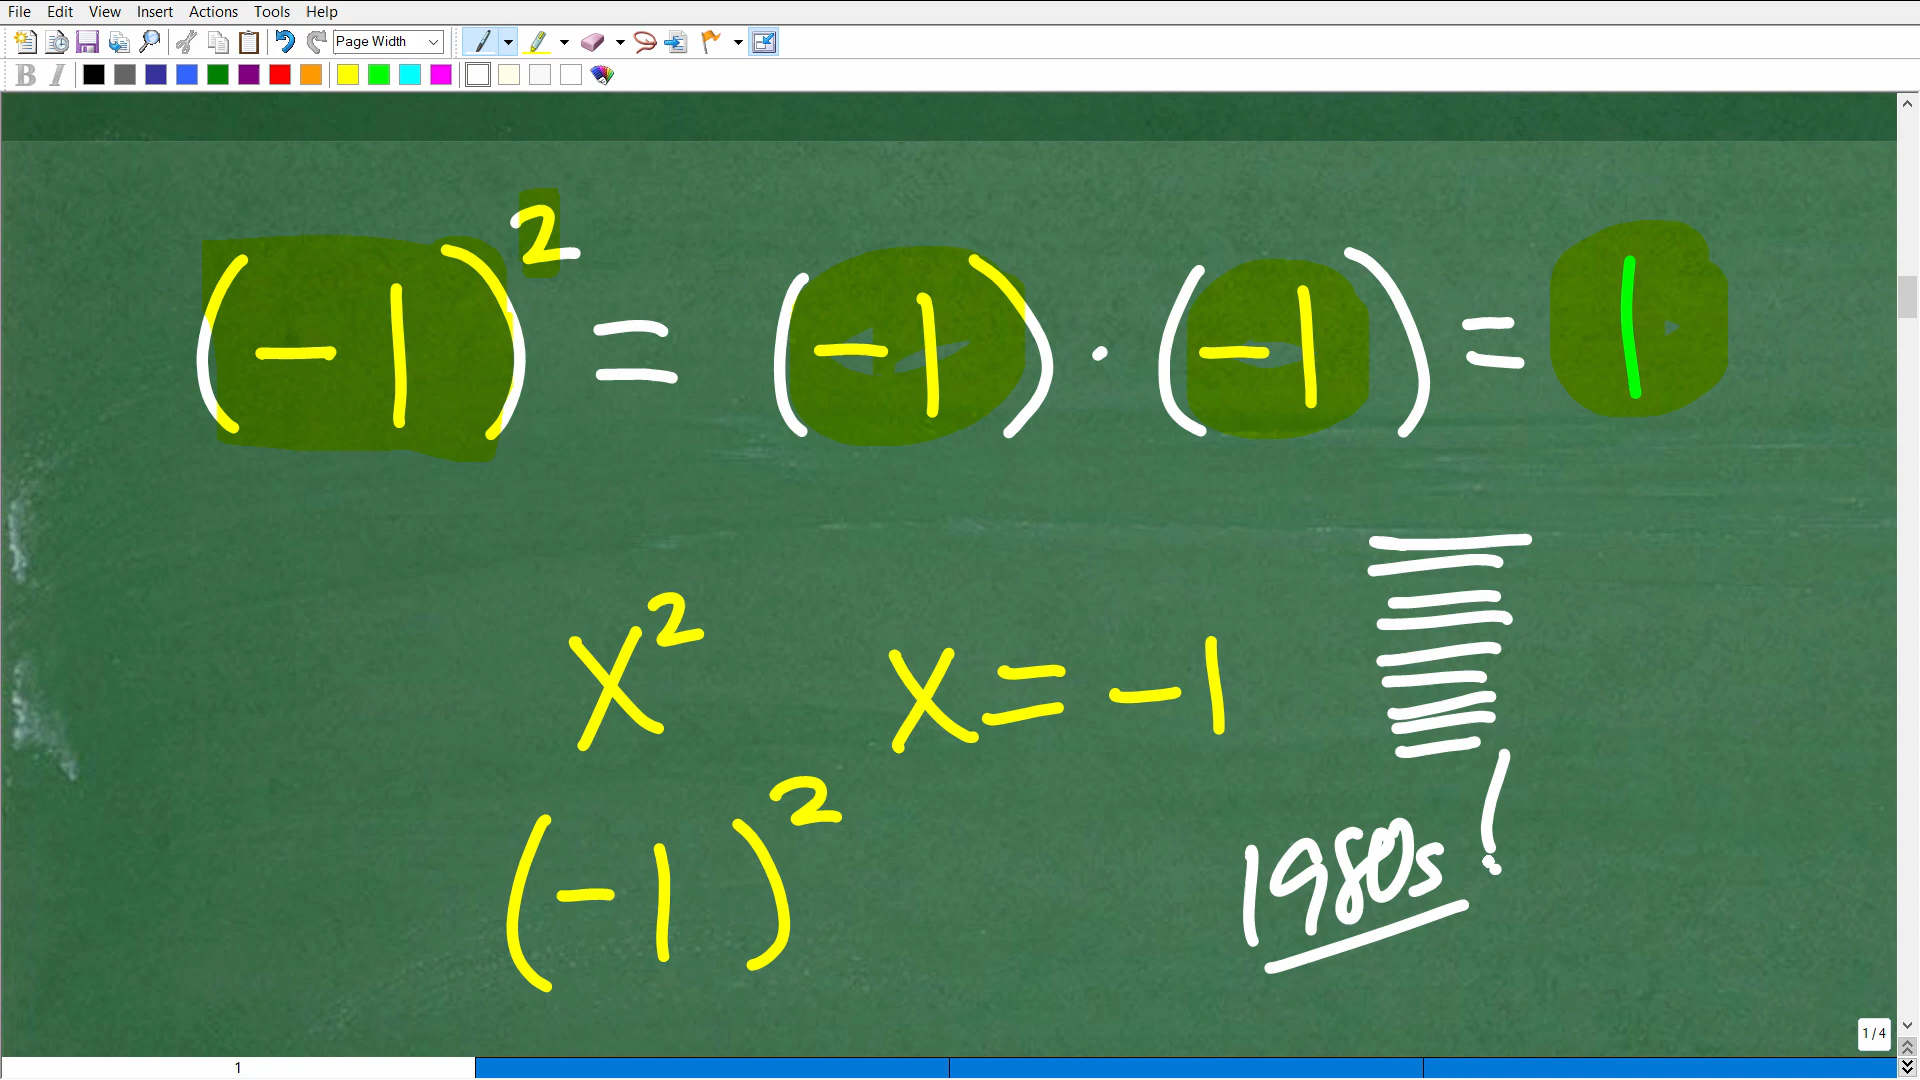 File Edit View Insert Actions Tools Help
Page Width
B I
(-1)² = (-1) · (-1) = 1
x² x = -1
(-1)²
1980s !
1 / 4
1